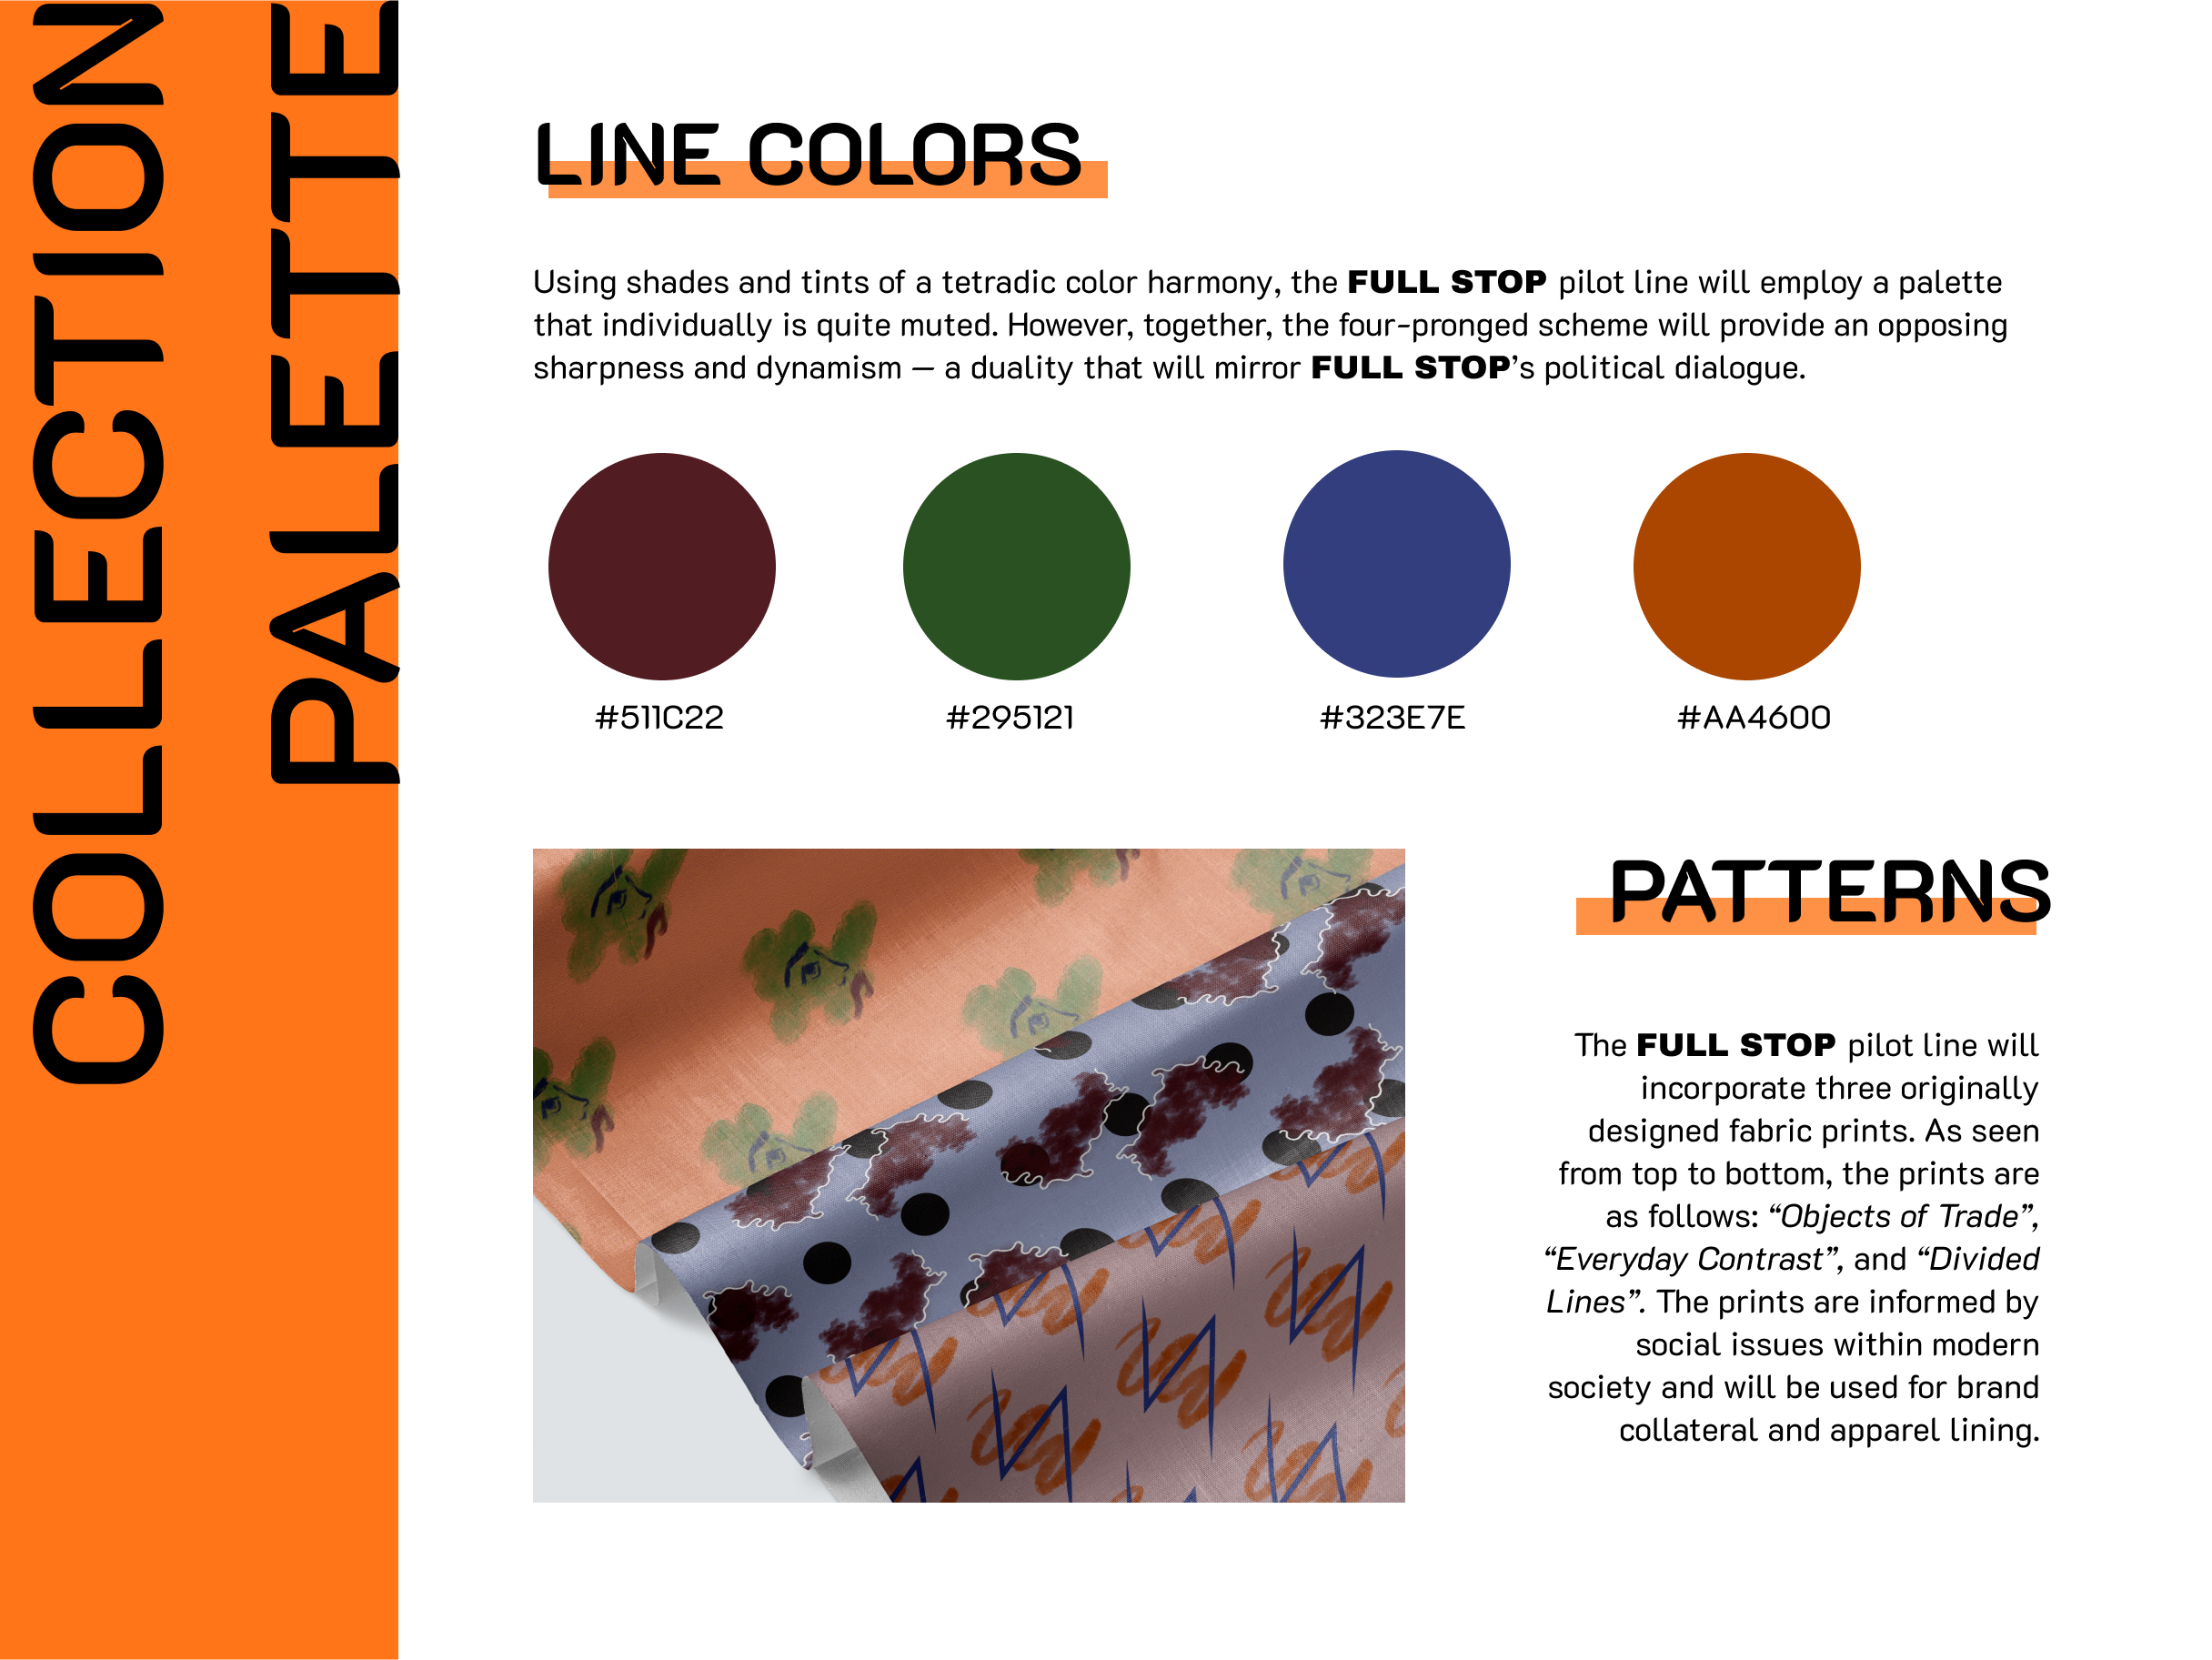 COLLECTION
PALETTE
LINE COLORS
Using shades and tints of a tetradic color harmony, the FULL STOP pilot line will employ a palette
that individually is quite muted. However, together, the four-pronged scheme will provide an opposing
sharpness and dynamism — a duality that will mirror FULL STOP’s political dialogue.
#511C22
#295121
#323E7E
#AA4600
PATTERNS
The FULL STOP pilot line will
incorporate three originally
designed fabric prints. As seen
from top to bottom, the prints are
as follows: “Objects of Trade”,
“Everyday Contrast”, and “Divided
Lines”. The prints are informed by
social issues within modern
society and will be used for brand
collateral and apparel lining.